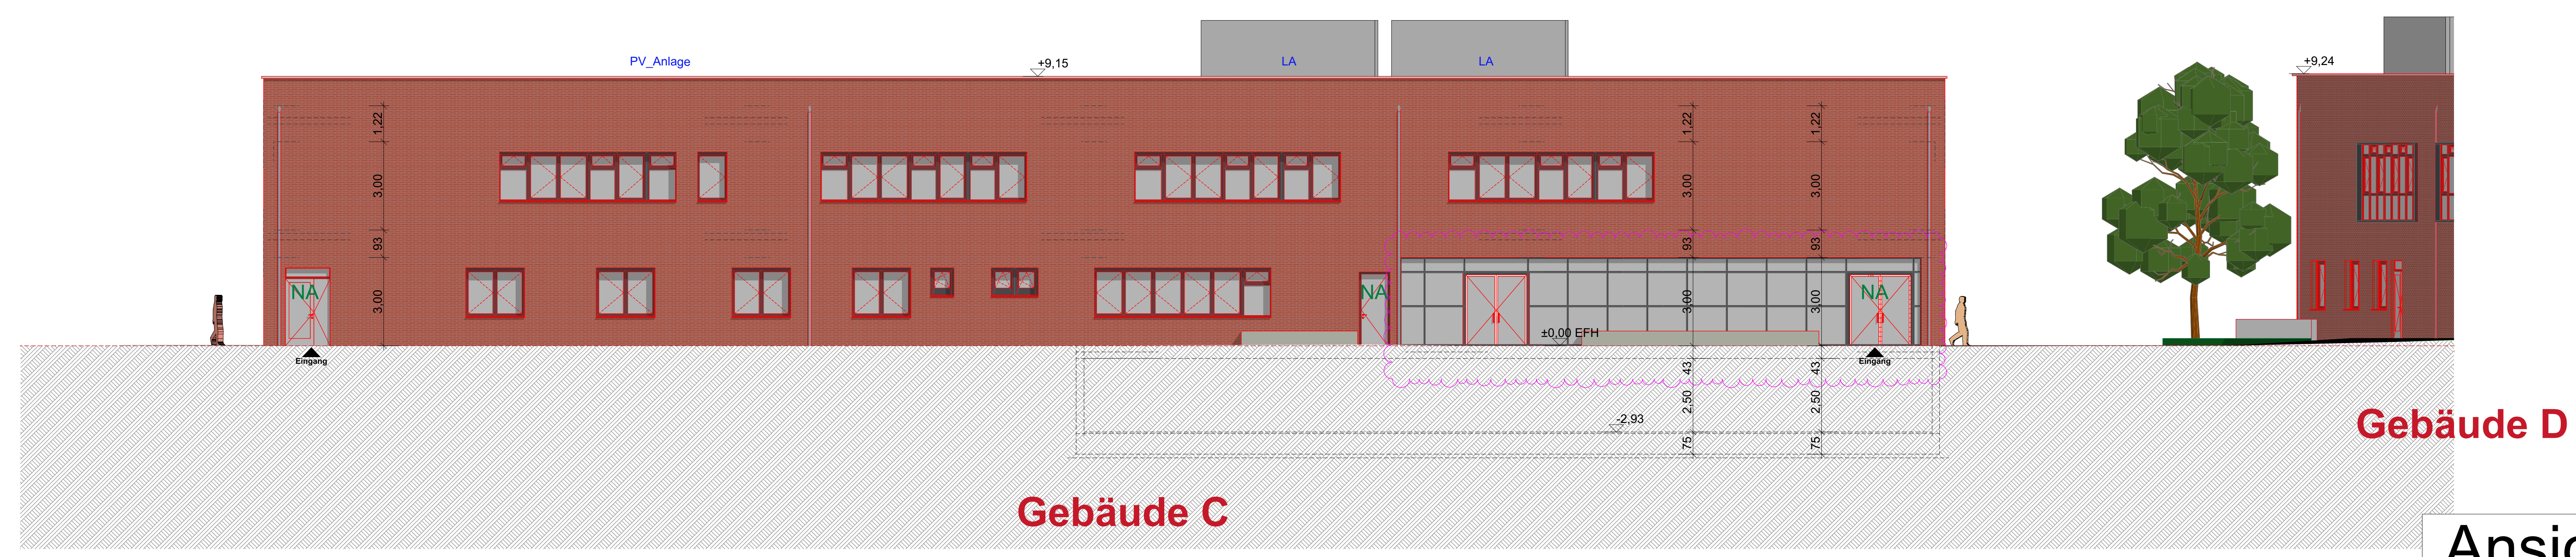 PV_Anlage
+9,15
LA
LA
+9,24
1,22
1,22
1,22
3,00
3,00
3,00
93
93
93
NA
3,00
NA
3,00
3,00
NA
±0,00 EFH
Eingang
Eingang
43
43
2,50
2,50
-2,93
75
75
Gebäude D
Gebäude C